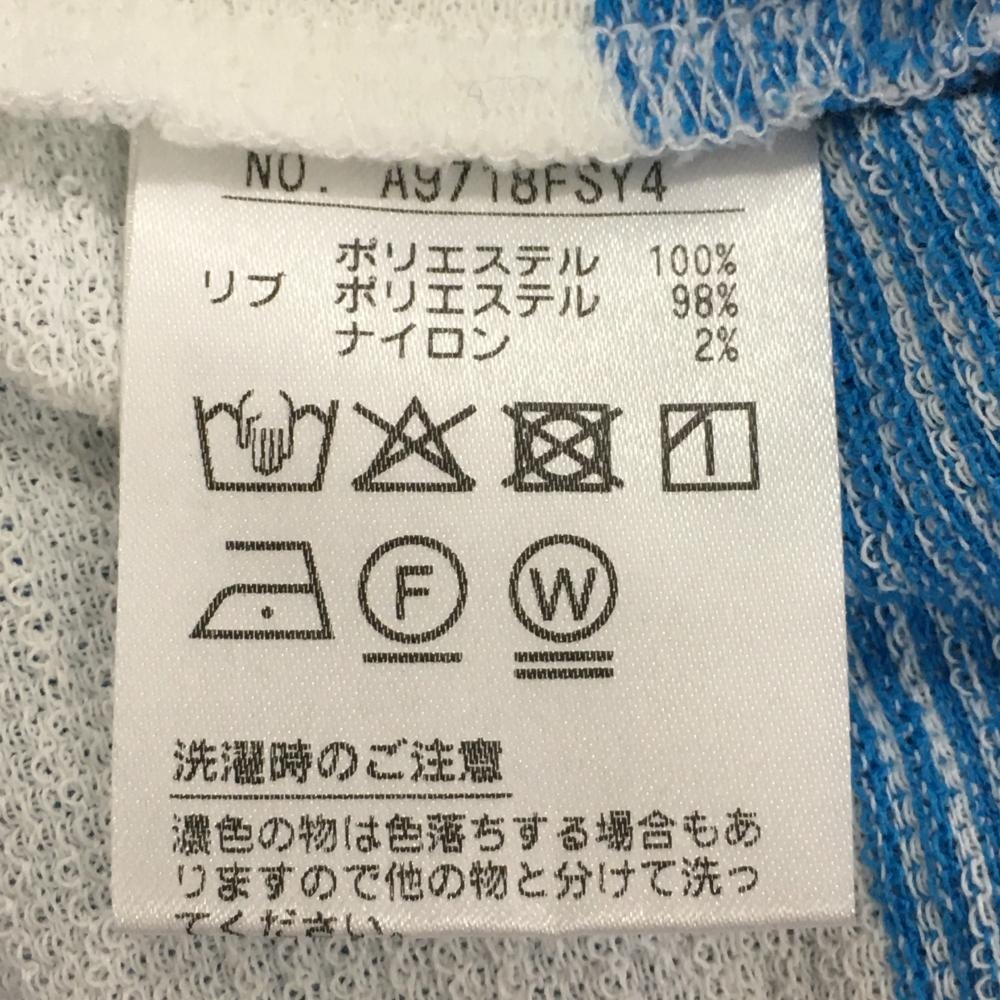 NO. A9718FSY4
ポリエステル 100%
リブ ポリエステル 98%
ナイロン 2%
F W
洗濯時のご注意
濃色の物は色落ちする場合もあ
りますので他の物と分けて洗っ
てください。